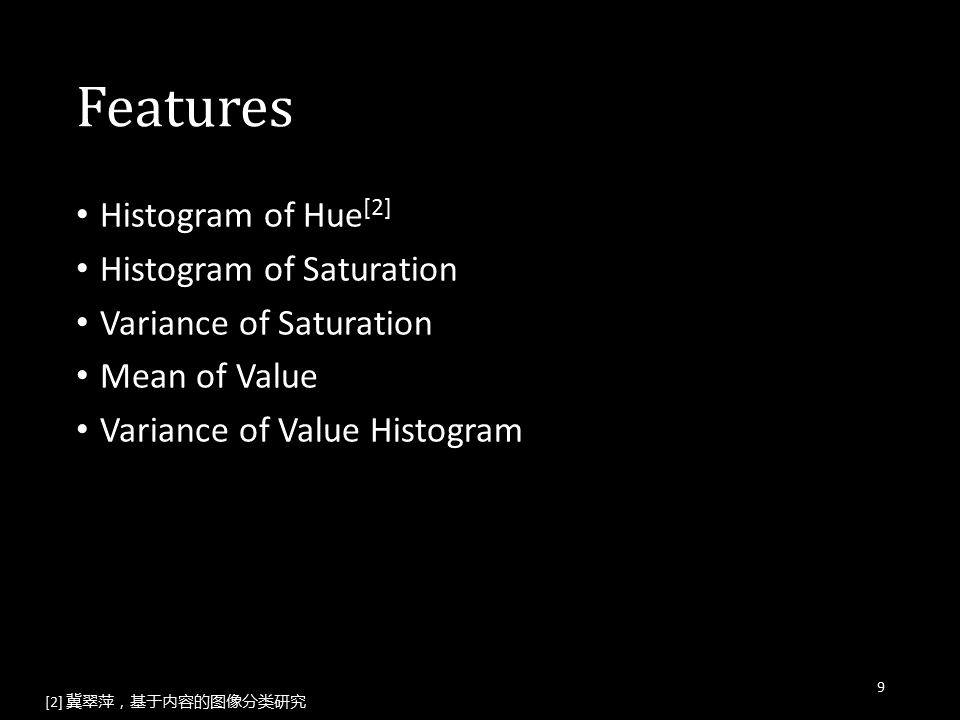 Features
• Histogram of Hue[2]
• Histogram of Saturation
• Variance of Saturation
• Mean of Value
• Variance of Value Histogram
9
[2] 冀翠萍，基于内容的图像分类研究